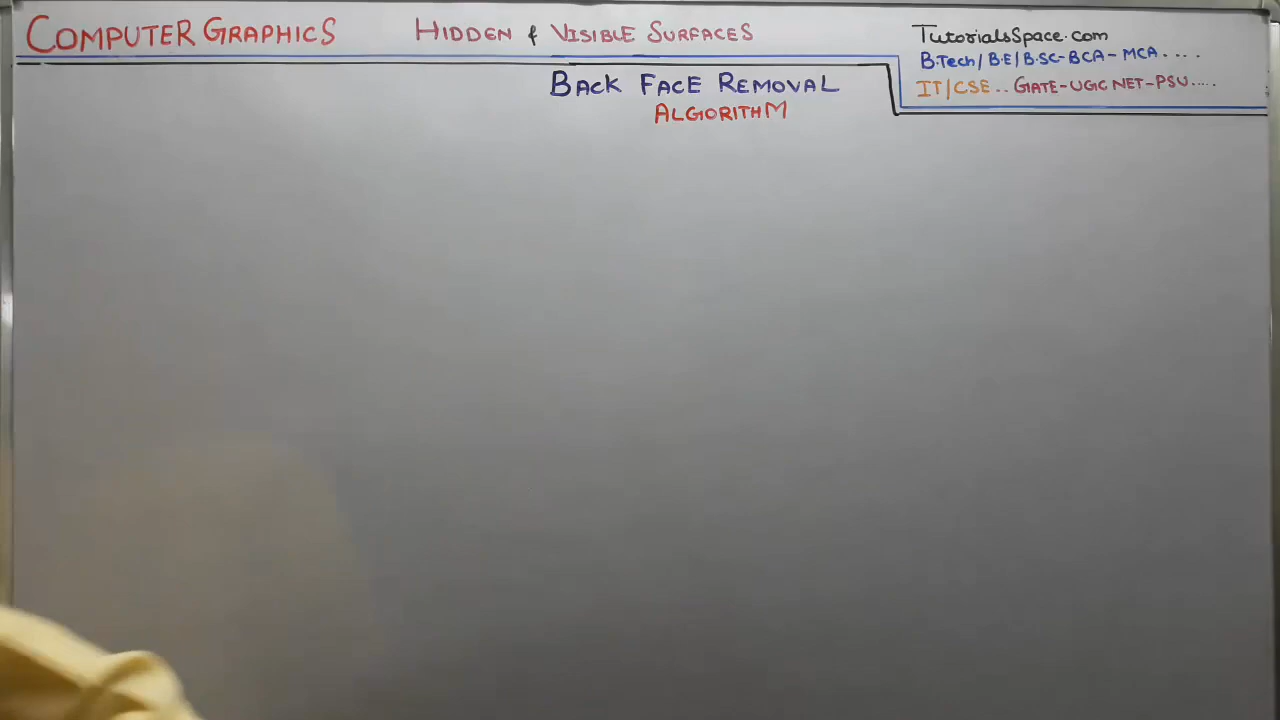 COMPUTER GRAPHICS HIDDEN & VISIBLE SURFACES
TutorialsSpace.com
B.Tech/B.E/B.SC-BCA-MCA....
IT/CSE..GATE-UGC NET-PSU.....
BACK FACE REMOVAL
ALGORITHM